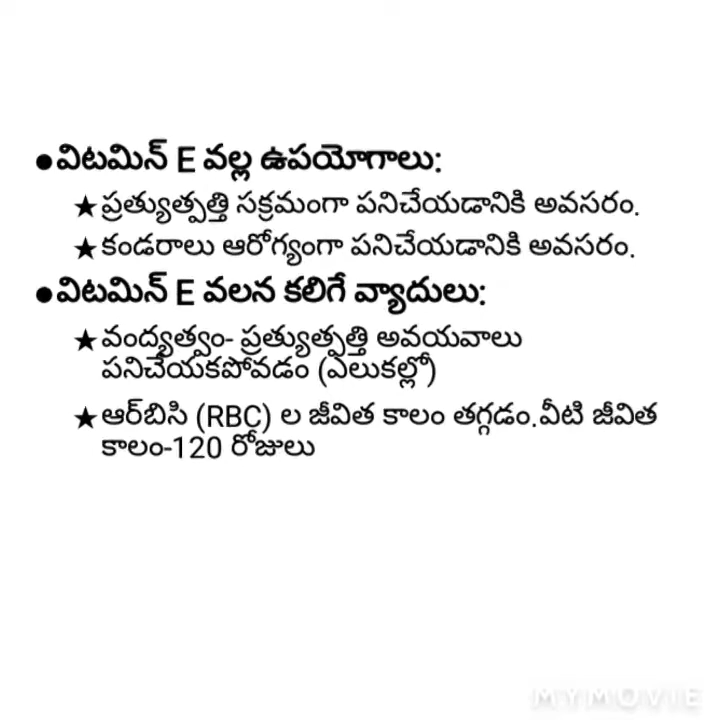 •విటమిన్ E వల్ల ఉపయోగాలు:
★ప్రత్యుత్పత్తి సక్రమంగా పనిచేయడానికి అవసరం.
★కండరాలు ఆరోగ్యంగా పనిచేయడానికి అవసరం.
•విటమిన్ E వలన కలిగే వ్యాదులు:
★వంద్యత్వం- ప్రత్యుత్పత్తి అవయవాలు
పనిచేయకపోవడం (ఎలుకల్లో)
★ఆర్‌బిసి (RBC) ల జీవిత కాలం తగ్గడం.వీటి జీవిత
కాలం-120 రోజులు
MYMOVIE